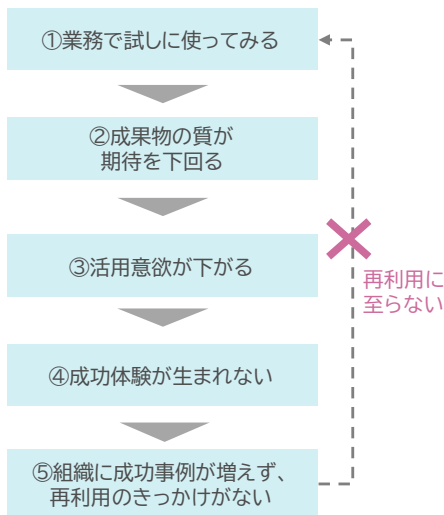 ①業務で試しに使ってみる
②成果物の質が
期待を下回る
③活用意欲が下がる
再利用に
至らない
④成功体験が生まれない
⑤組織に成功事例が増えず、
再利用のきっかけがない